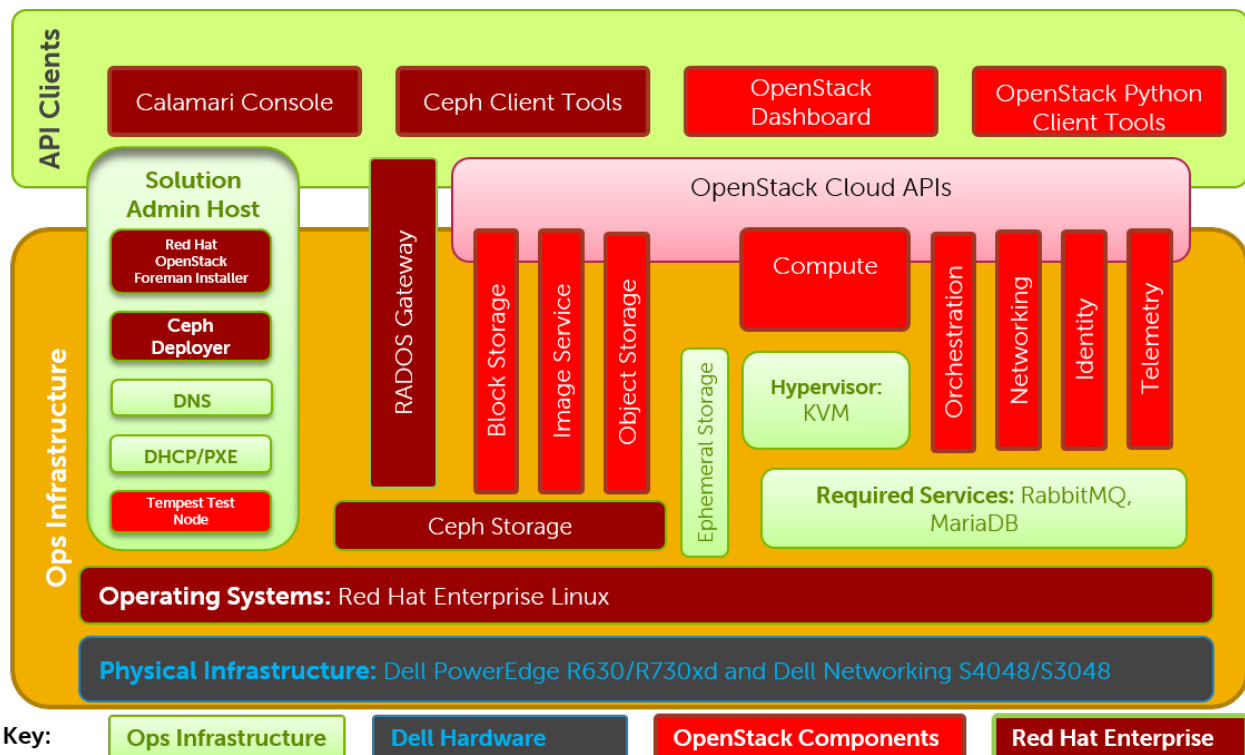 API Clients
Calamari Console
Ceph Client Tools
OpenStack
Dashboard
OpenStack Python
Client Tools
Solution
Admin Host
Red Hat
OpenStack
Foreman Installer
Ceph
Deployer
DNS
DHCP/PXE
Tempest Test
Node
Ops Infrastructure
RADOS Gateway
OpenStack Cloud APIs
Block Storage
Image Service
Object Storage
Compute
Orchestration
Networking
Identity
Telemetry
Ephemeral Storage
Hypervisor:
KVM
Required Services: RabbitMQ,
MariaDB
Ceph Storage
Operating Systems: Red Hat Enterprise Linux
Physical Infrastructure: Dell PowerEdge R630/R730xd and Dell Networking S4048/S3048
Key:
Ops Infrastructure
Dell Hardware
OpenStack Components
Red Hat Enterprise